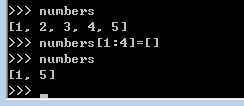 >>> numbers
[1, 2, 3, 4, 5]
>>> numbers[1:4]=[]
>>> numbers
[1, 5]
>>>